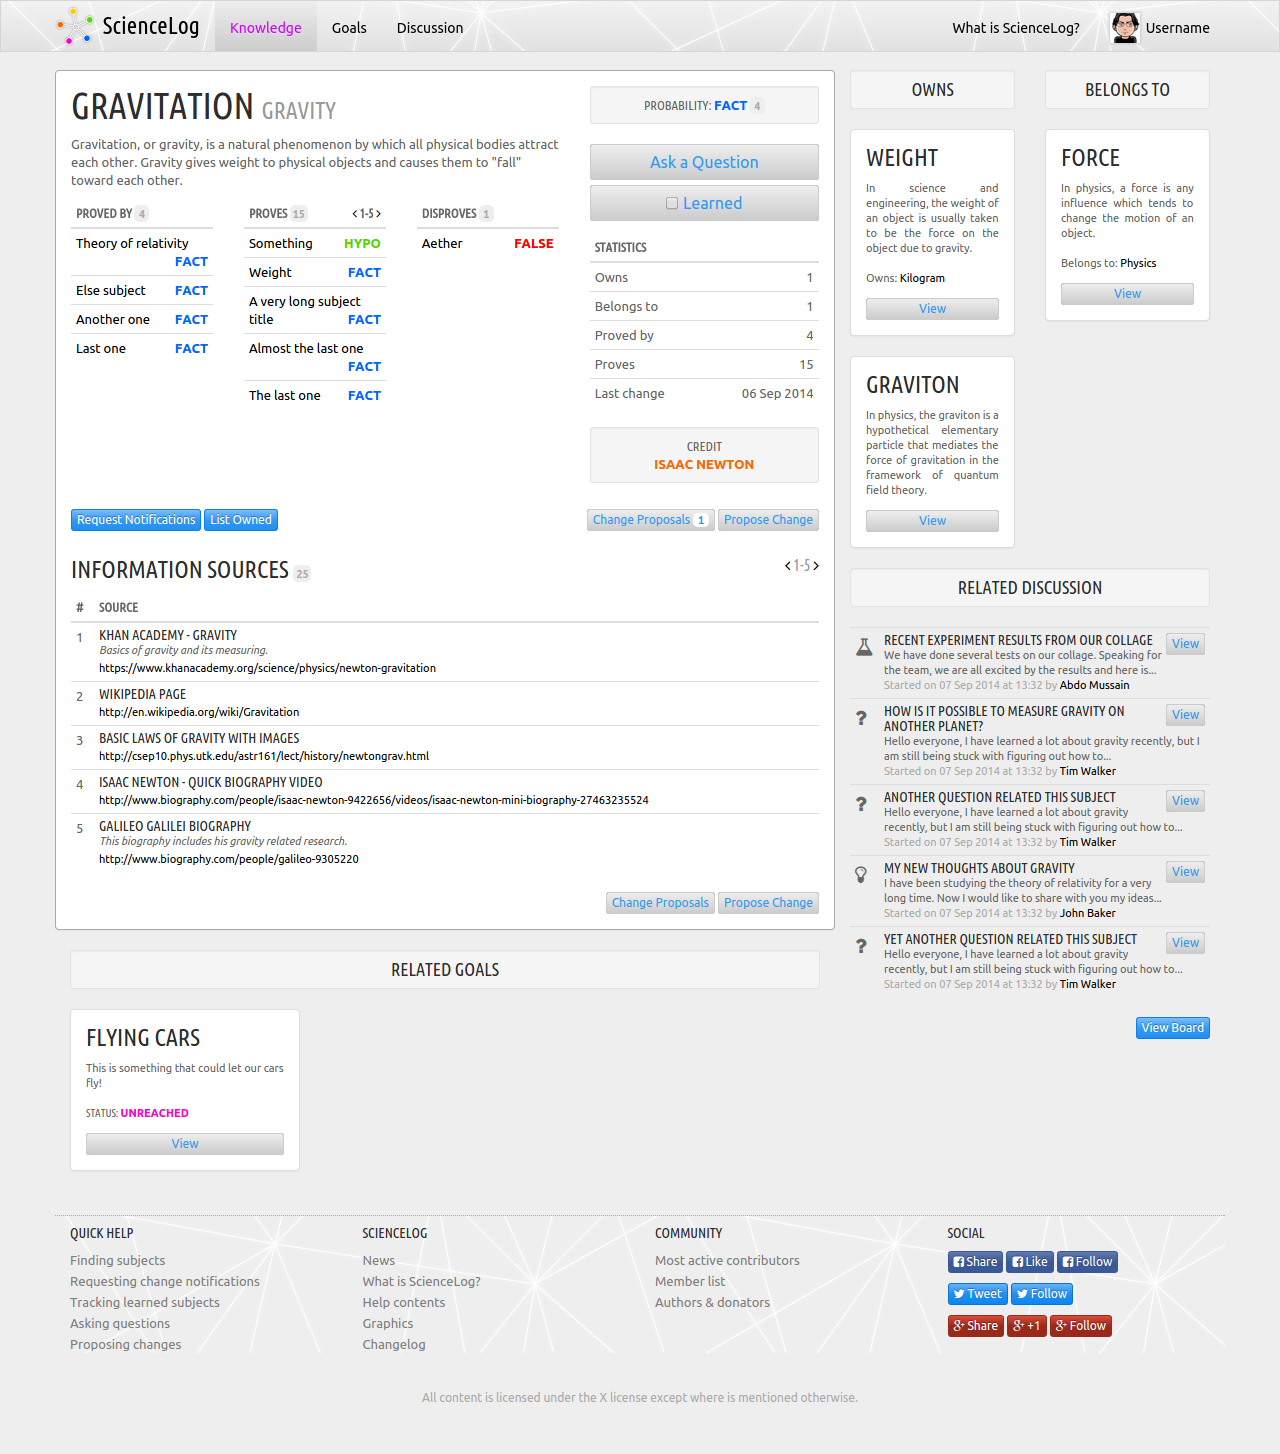 ScienceLog Knowledge Goals Discussion What is ScienceLog? Username
GRAVITATION GRAVITY
Gravitation, or gravity, is a natural phenomenon by which all physical bodies attract
each other. Gravity gives weight to physical objects and causes them to "fall"
toward each other.
PROVED BY 4
Theory of relativity
FACT
Else subject FACT
Another one FACT
Last one FACT
PROVES 15 1-5
Something HYPO
Weight FACT
A very long subject
title FACT
Almost the last one
FACT
The last one FACT
DISPROVES 1
Aether FALSE
PROBABILITY: FACT 4
Ask a Question
Learned
STATISTICS
Owns 1
Belongs to 1
Proved by 4
Proves 15
Last change 06 Sep 2014
CREDIT
ISAAC NEWTON
Request Notifications List Owned Change Proposals 1 Propose Change
INFORMATION SOURCES 25 1-5
# SOURCE
1 KHAN ACADEMY - GRAVITY
Basics of gravity and its measuring.
https://www.khanacademy.org/science/physics/newton-gravitation
2 WIKIPEDIA PAGE
http://en.wikipedia.org/wiki/Gravitation
3 BASIC LAWS OF GRAVITY WITH IMAGES
http://csep10.phys.utk.edu/astr161/lect/history/newtongrav.html
4 ISAAC NEWTON - QUICK BIOGRAPHY VIDEO
http://www.biography.com/people/isaac-newton-9422656/videos/isaac-newton-mini-biography-27463235524
5 GALILEO GALILEI BIOGRAPHY
This biography includes his gravity related research.
http://www.biography.com/people/galileo-9305220
Change Proposals Propose Change
RELATED GOALS
FLYING CARS
This is something that could let our cars
fly!
STATUS: UNREACHED
View
OWNS
WEIGHT
In science and
engineering, the weight of
an object is usually taken
to be the force on the
object due to gravity.
Owns: Kilogram
View
GRAVITON
In physics, the graviton is a
hypothetical elementary
particle that mediates the
force of gravitation in the
framework of quantum
field theory.
View
BELONGS TO
FORCE
In physics, a force is any
influence which tends to
change the motion of an
object.
Belongs to: Physics
View
RELATED DISCUSSION
RECENT EXPERIMENT RESULTS FROM OUR COLLAGE View
We have done several tests on our collage. Speaking for
the team, we are all excited by the results and here is...
Started on 07 Sep 2014 at 13:32 by Abdo Mussain
HOW IS IT POSSIBLE TO MEASURE GRAVITY ON View
ANOTHER PLANET?
Hello everyone, I have learned a lot about gravity recently, but I
am still being stuck with figuring out how to...
Started on 07 Sep 2014 at 13:32 by Tim Walker
ANOTHER QUESTION RELATED THIS SUBJECT View
Hello everyone, I have learned a lot about gravity
recently, but I am still being stuck with figuring out how to...
Started on 07 Sep 2014 at 13:32 by Tim Walker
MY NEW THOUGHTS ABOUT GRAVITY View
I have been studying the theory of relativity for a very
long time. Now I would like to share with you my ideas...
Started on 07 Sep 2014 at 13:32 by John Baker
YET ANOTHER QUESTION RELATED THIS SUBJECT View
Hello everyone, I have learned a lot about gravity
recently, but I am still being stuck with figuring out how to...
Started on 07 Sep 2014 at 13:32 by Tim Walker
View Board
QUICK HELP
Finding subjects
Requesting change notifications
Tracking learned subjects
Asking questions
Proposing changes
SCIENCELOG
News
What is ScienceLog?
Help contents
Graphics
Changelog
COMMUNITY
Most active contributors
Member list
Authors & donators
SOCIAL
Share Like Follow
Tweet Follow
Share +1 Follow
All content is licensed under the X license except where is mentioned otherwise.